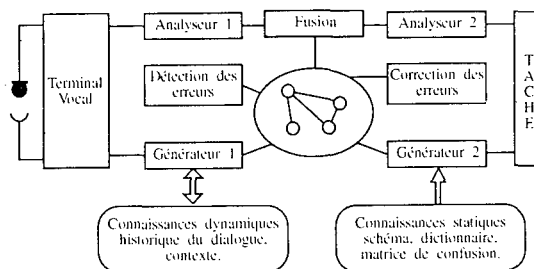 Analyseur 1
Fusion
Analyseur 2
Terminal
Vocal
Détection des
erreurs
Correction des
erreurs
T
A
C
H
E
Générateur 1
Générateur 2
Connaissances dynamiques
historique du dialogue,
contexte.
Connaissances statiques
schéma, dictionnaire,
matrice de confusion.